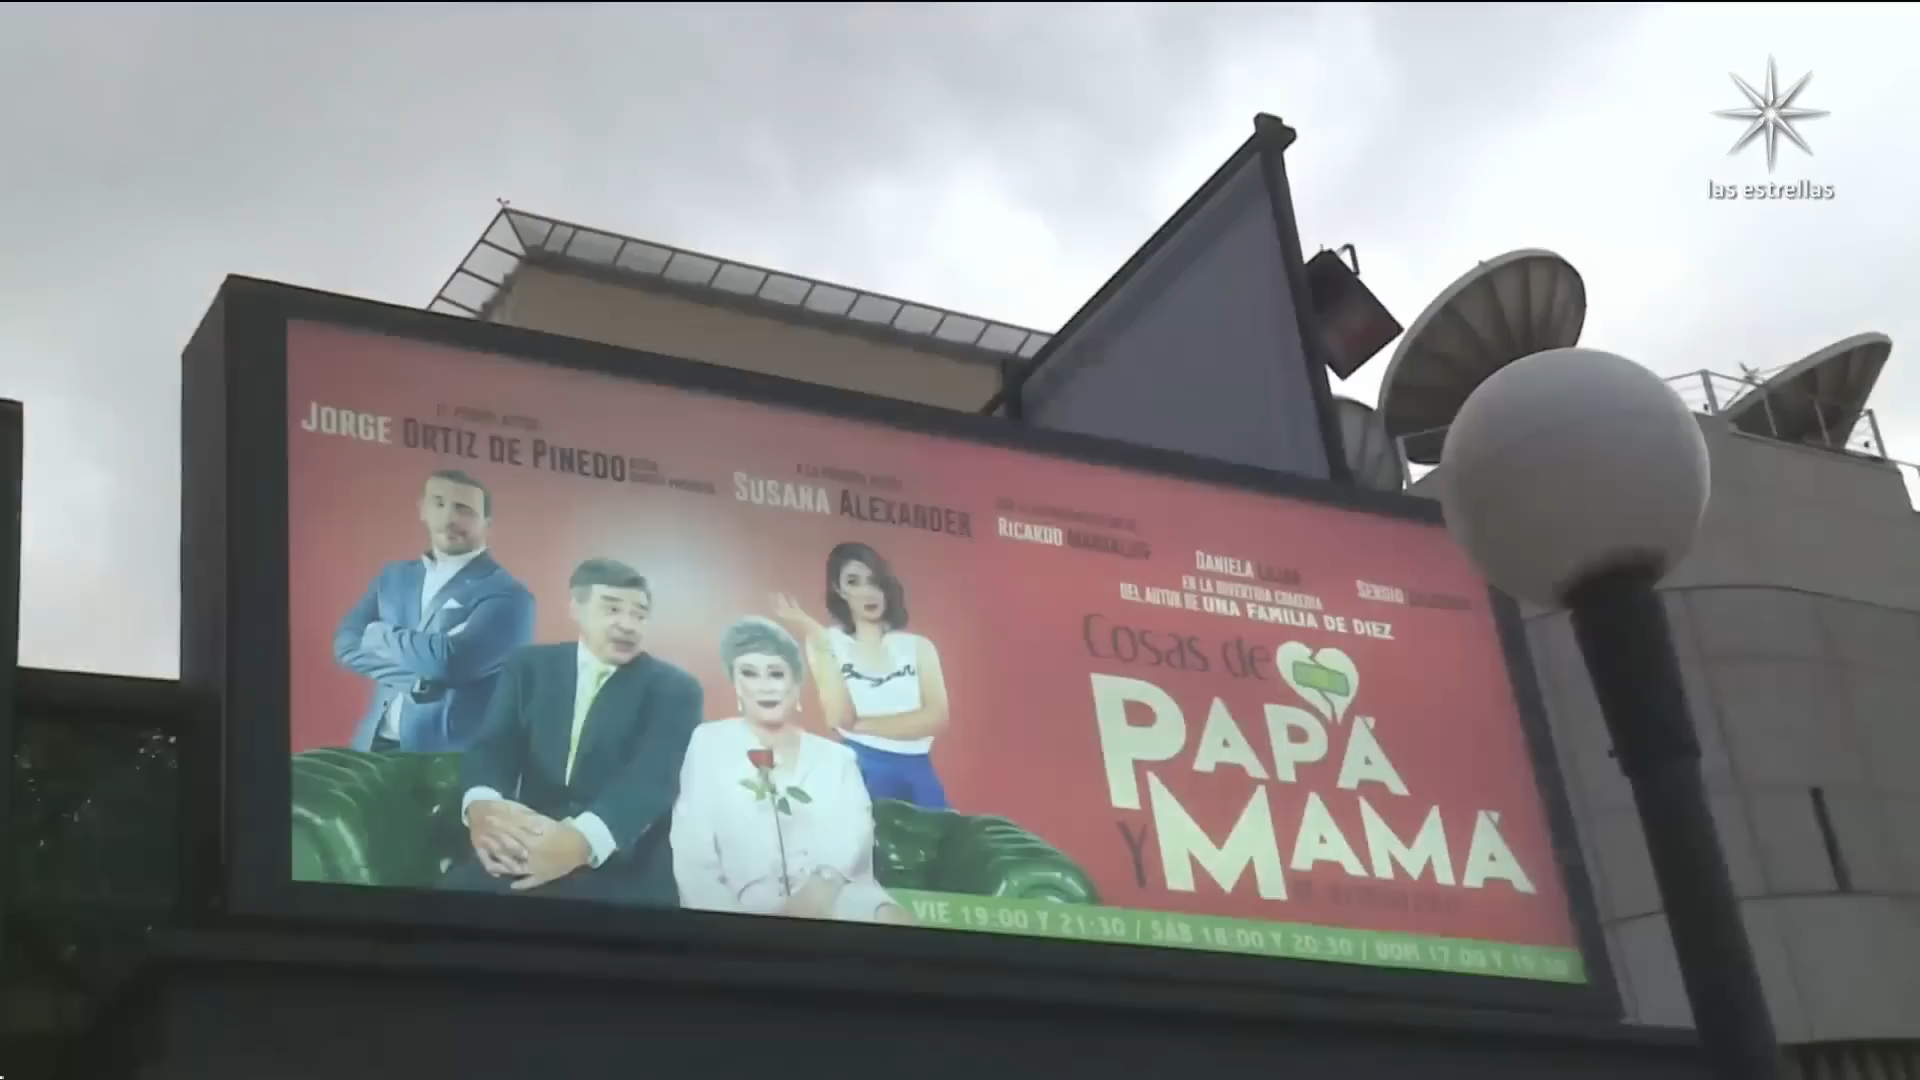 las estrellas
JORGE ORTIZ DE PINEDO
SUSANA ALEXANDER
RICARDO
DANIELA
SERGIO
EN LA DIVERTIDA COMEDIA
DEL AUTOR DE UNA FAMILIA DE DIEZ
Cosas de
PAPÁ
Y MAMÁ
VIE 19:00 Y 21:30 / SÁB 18:00 Y 20:30 / DOM 17:00 Y